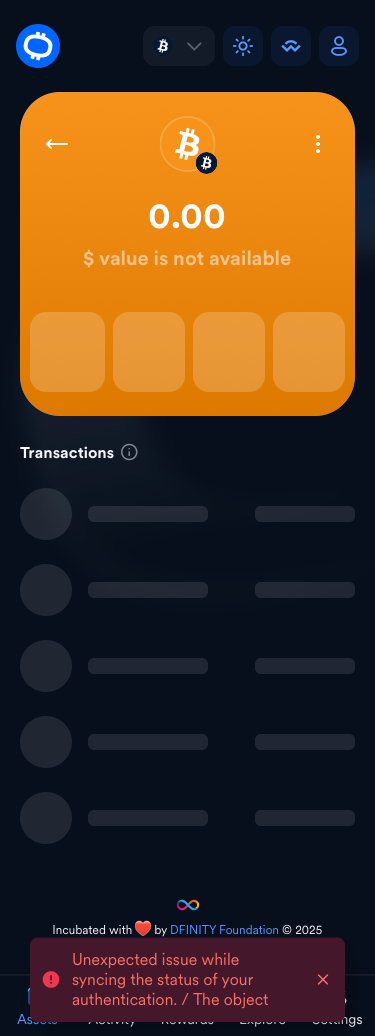 0.00
$ value is not available
Transactions
Incubated with ❤️ by DFINITY Foundation © 2025
Unexpected issue while
syncing the status of your
authentication. / The object
Assets Activity Rewards Explore Settings